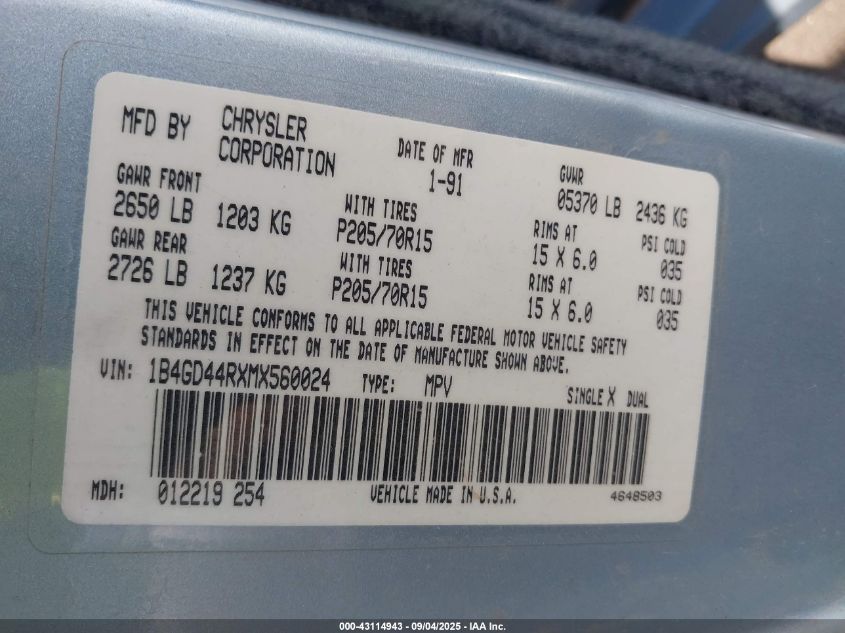 MFD BY CHRYSLER CORPORATION DATE OF MFR 1-91 GVWR 05370 LB 2436 KG
GAWR FRONT 2650 LB 1203 KG WITH TIRES P205/70R15 RIMS AT 15 X 6.0 PSI COLD 035
GAWR REAR 2726 LB 1237 KG WITH TIRES P205/70R15 RIMS AT 15 X 6.0 PSI COLD 035
THIS VEHICLE CONFORMS TO ALL APPLICABLE FEDERAL MOTOR VEHICLE SAFETY
STANDARDS IN EFFECT ON THE DATE OF MANUFACTURE SHOWN ABOVE.
VIN: 1B4GD44RXMX560024 TYPE: MPV SINGLE X DUAL
MDH: 012219 254 VEHICLE MADE IN U.S.A. 4648503
000-43114943 - 09/04/2025 - IAA Inc.